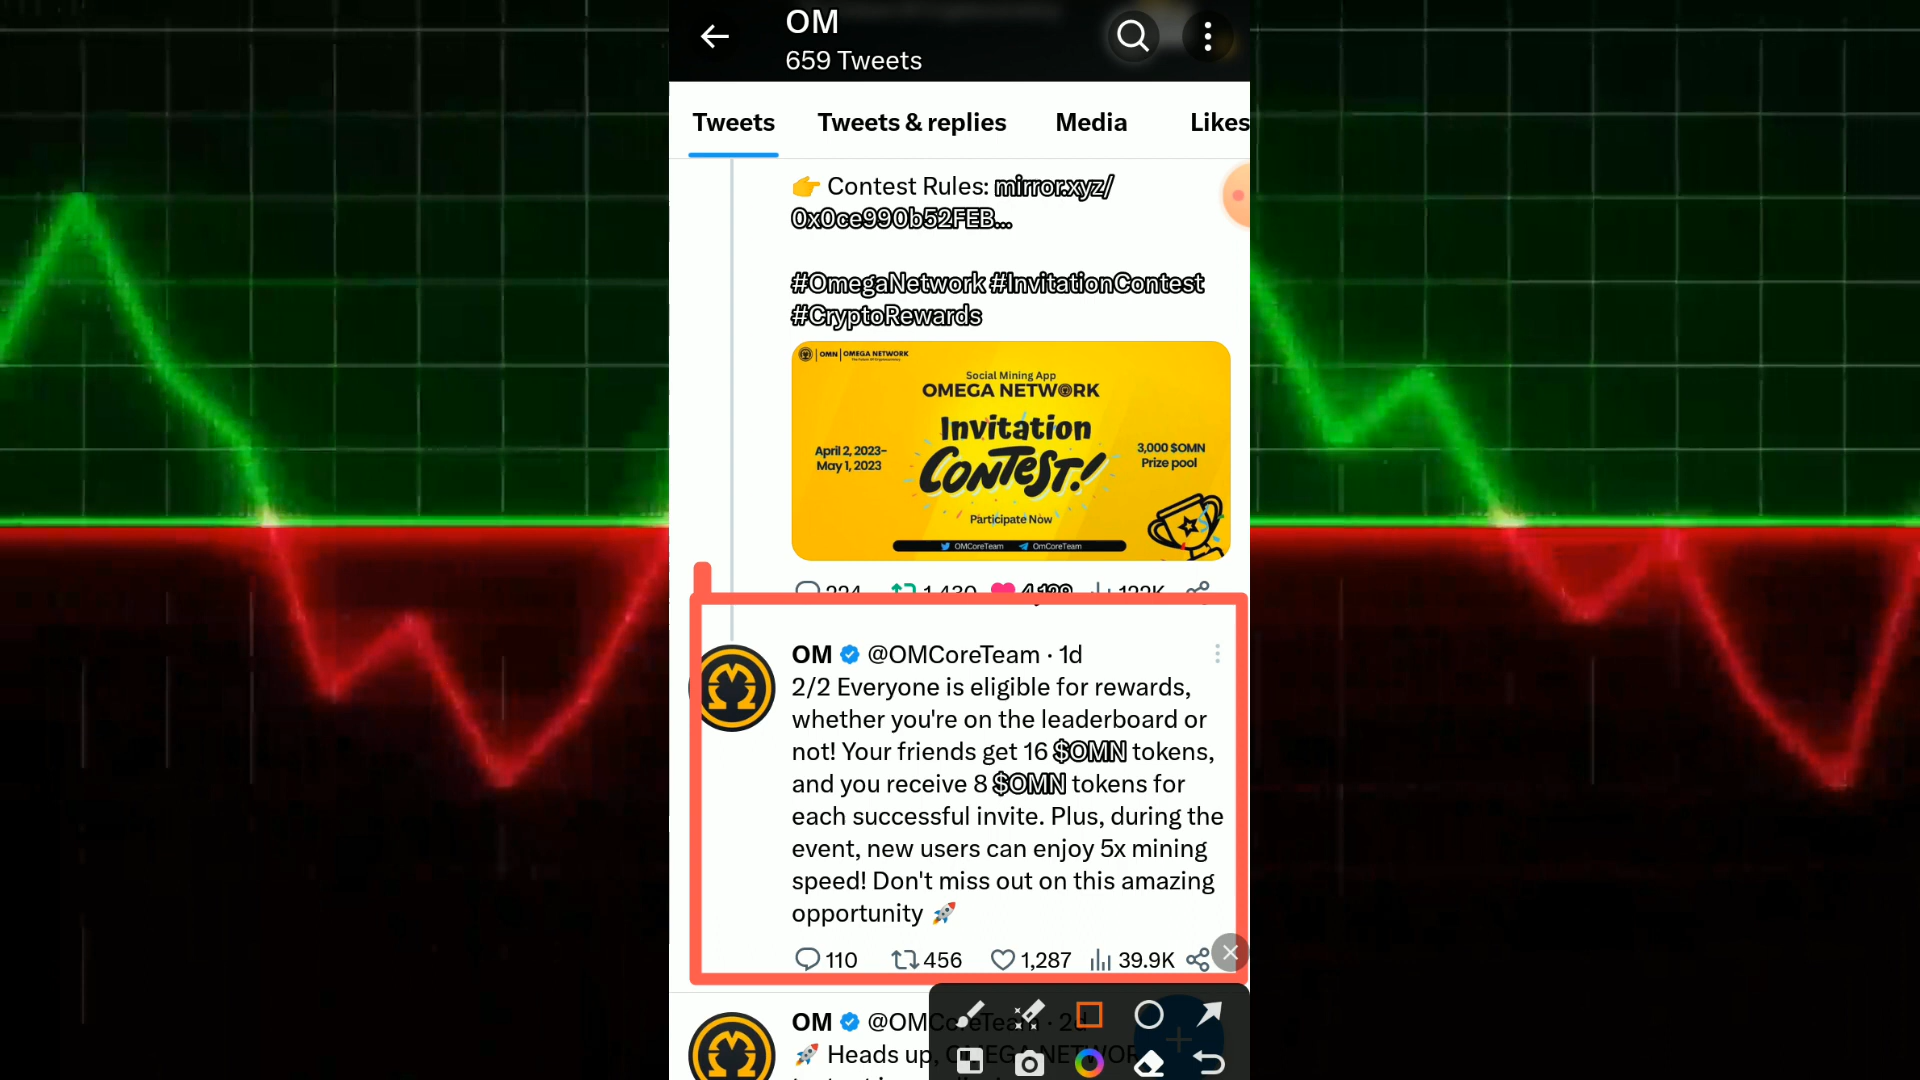 OM
659 Tweets
Tweets Tweets & replies Media Likes
👉 Contest Rules: mirror.xyz/
0x0ce990b52FEB...
#OmegaNetwork #InvitationContest
#CryptoRewards
OMN OMEGA NETWORK
Social Mining App
OMEGA NETWORK
Invitation
CONTEST!
April 2, 2023-
May 1, 2023
3,000 $OMN
Prize pool
Participate Now
OMCoreTeam OmCoreTeam
224 1,430 4,129 122K
OM @OMCoreTeam · 1d
2/2 Everyone is eligible for rewards,
whether you're on the leaderboard or
not! Your friends get 16 $OMN tokens,
and you receive 8 $OMN tokens for
each successful invite. Plus, during the
event, new users can enjoy 5x mining
speed! Don't miss out on this amazing
opportunity 🚀
110 456 1,287 39.9K
OM @OMCoreTeam · 2d
🚀 Heads up, OMEGA NETWOR